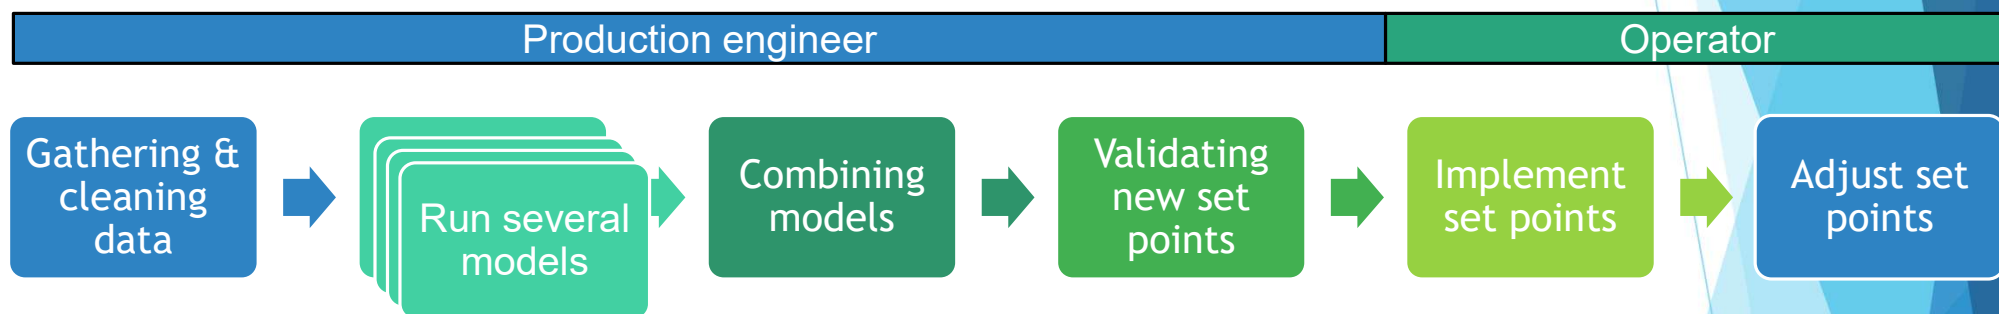 Production engineer
Operator
Gathering &
cleaning
data
Run several
models
Combining
models
Validating
new set
points
Implement
set points
Adjust set
points